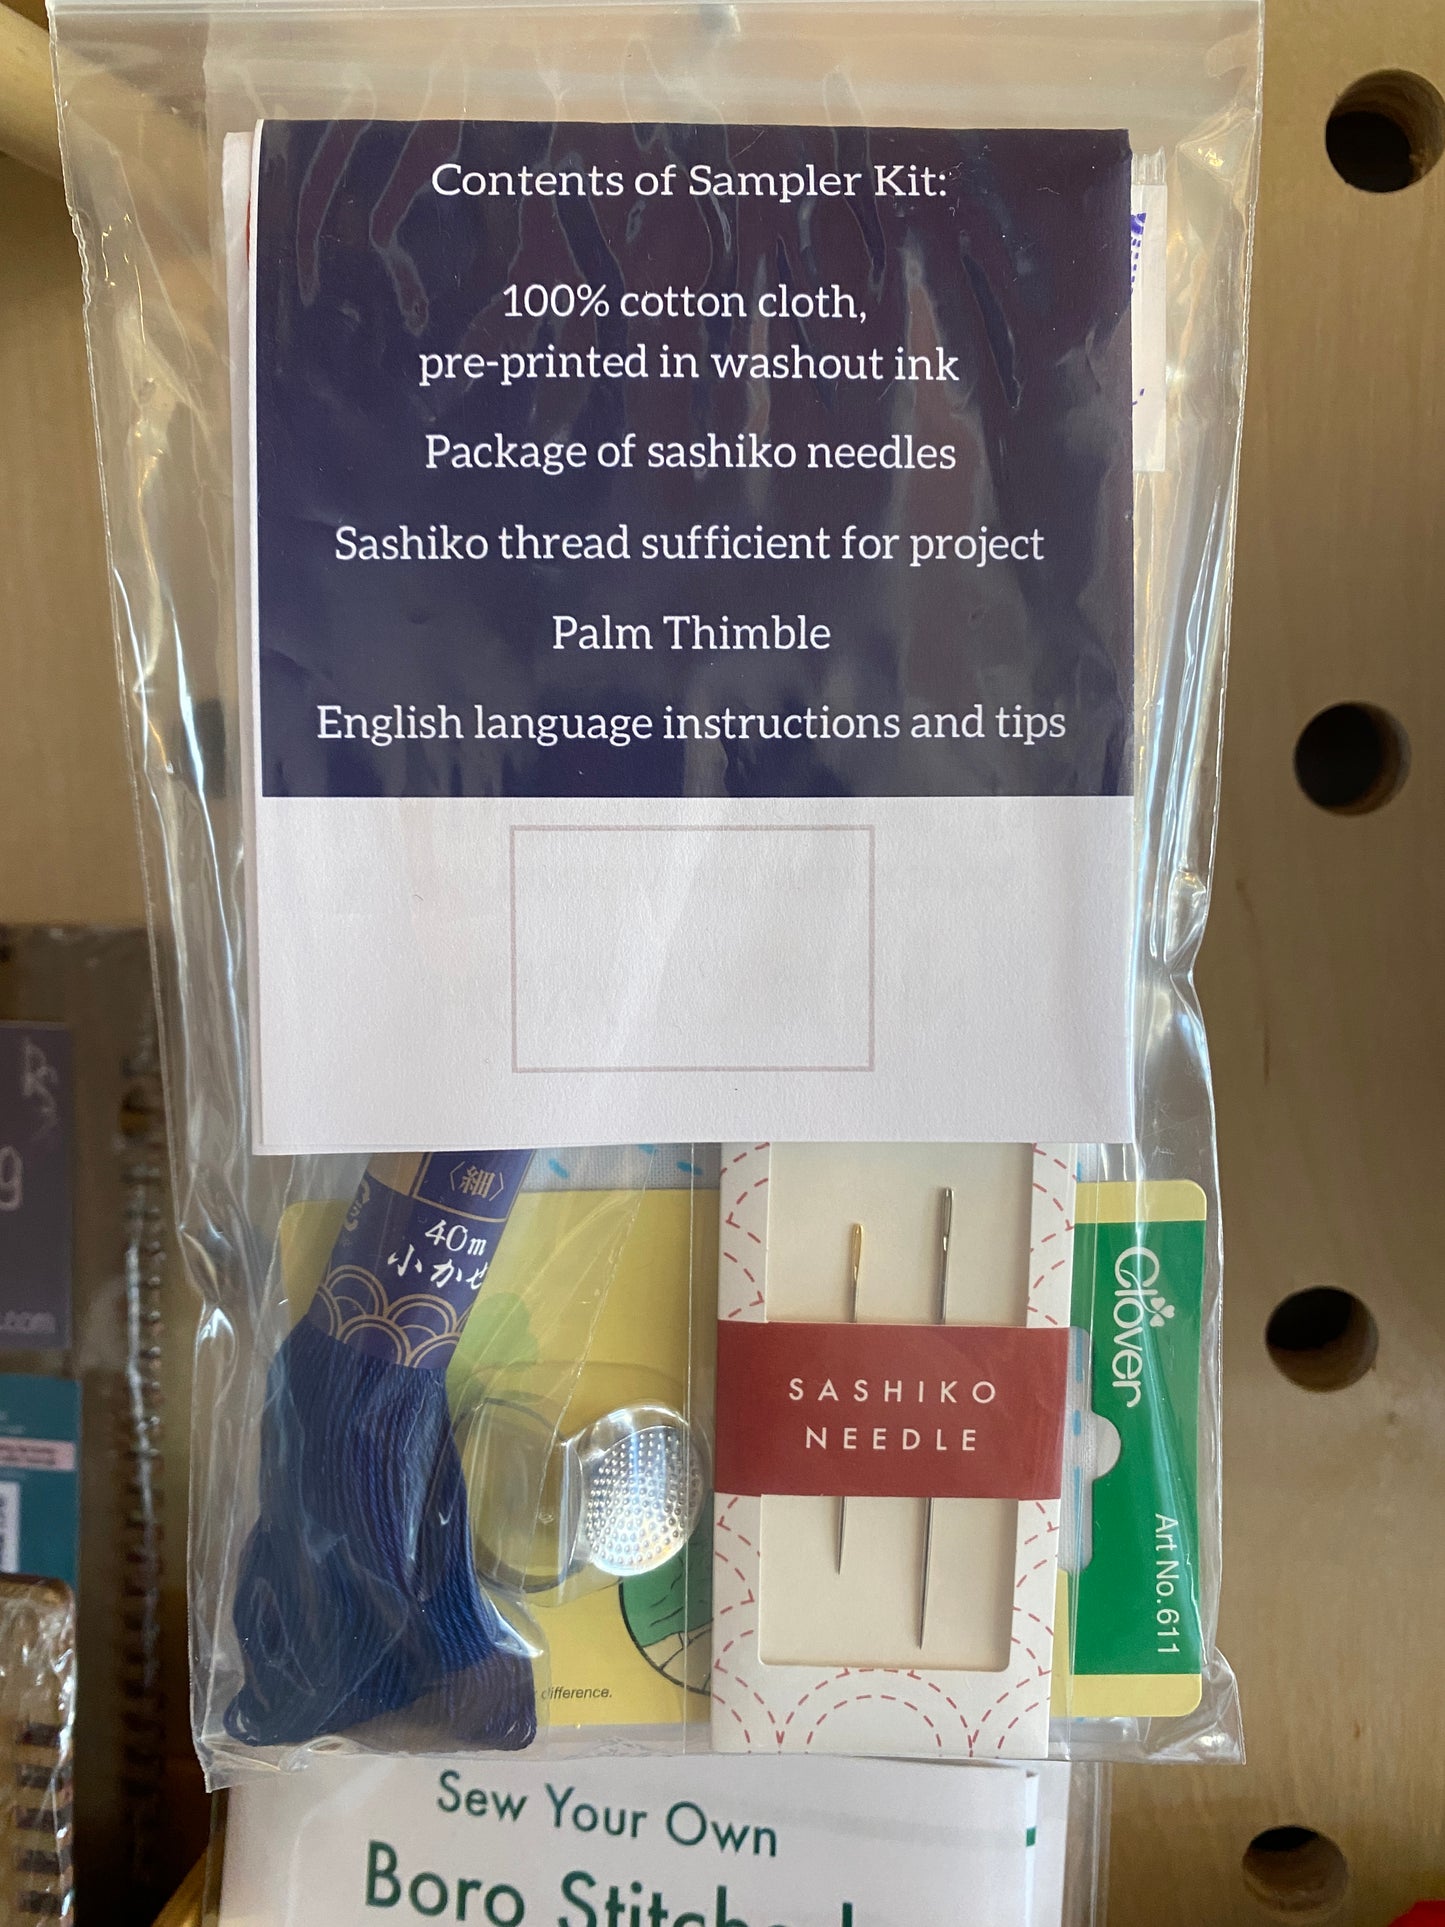 Contents of Sampler Kit:
100% cotton cloth,
pre-printed in washout ink
Package of sashiko needles
Sashiko thread sufficient for project
Palm Thimble
English language instructions and tips
〈細〉
40m
小かせ
Clover
SASHIKO
NEEDLE
Art No. 611
difference.
Sew Your Own
Boro
g
.com